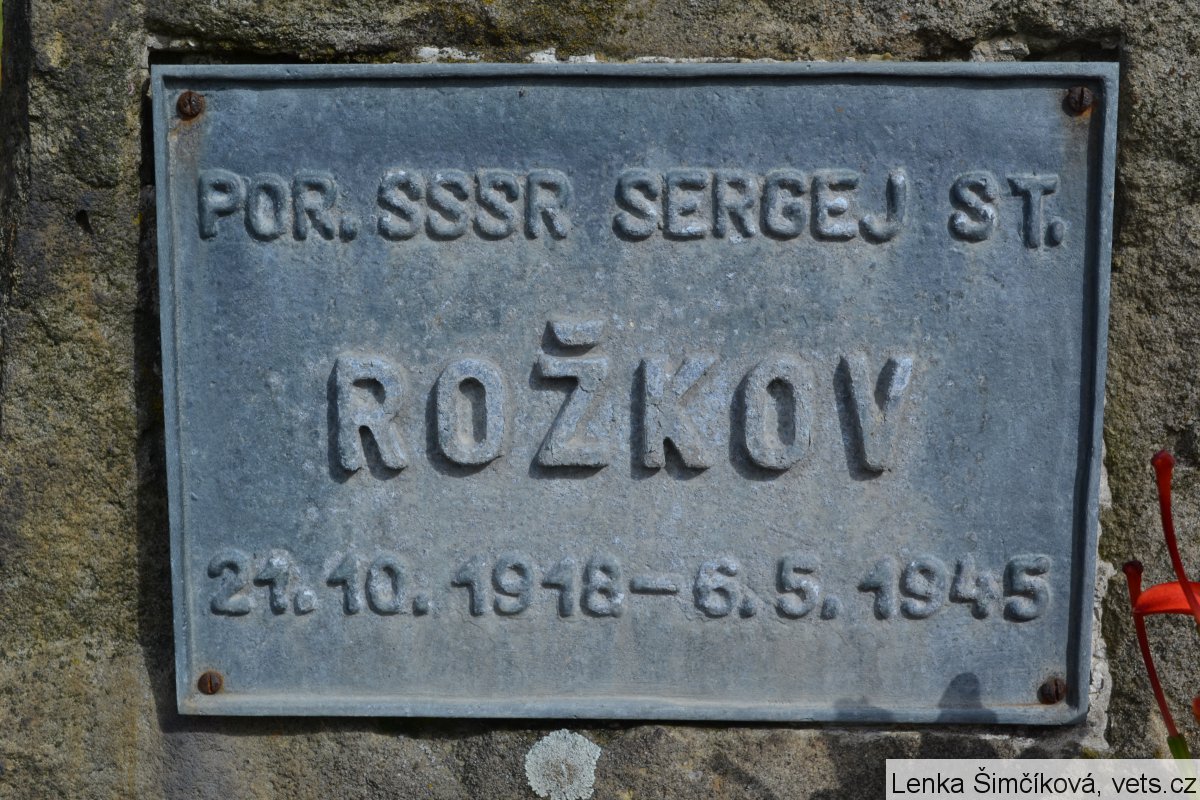 POR. SSSR SERGEJ ST.
ROŽKOV
21.10.1918–6.5.1945
Lenka Šimčíková, vets.cz